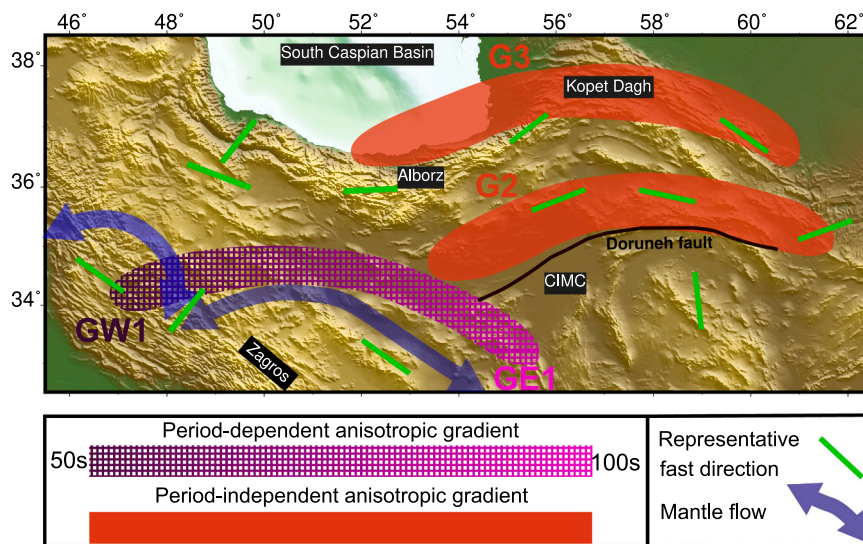 46° 48° 50° 52° 54° 56° 58° 60° 62°
38°
36°
34°
South Caspian Basin
G3
Kopet Dagh
Alborz
G2
Doruneh fault
CIMC
GW1
Zagros
GE1
Period-dependent anisotropic gradient
50s 100s
Period-independent anisotropic gradient
Representative
fast direction
Mantle flow